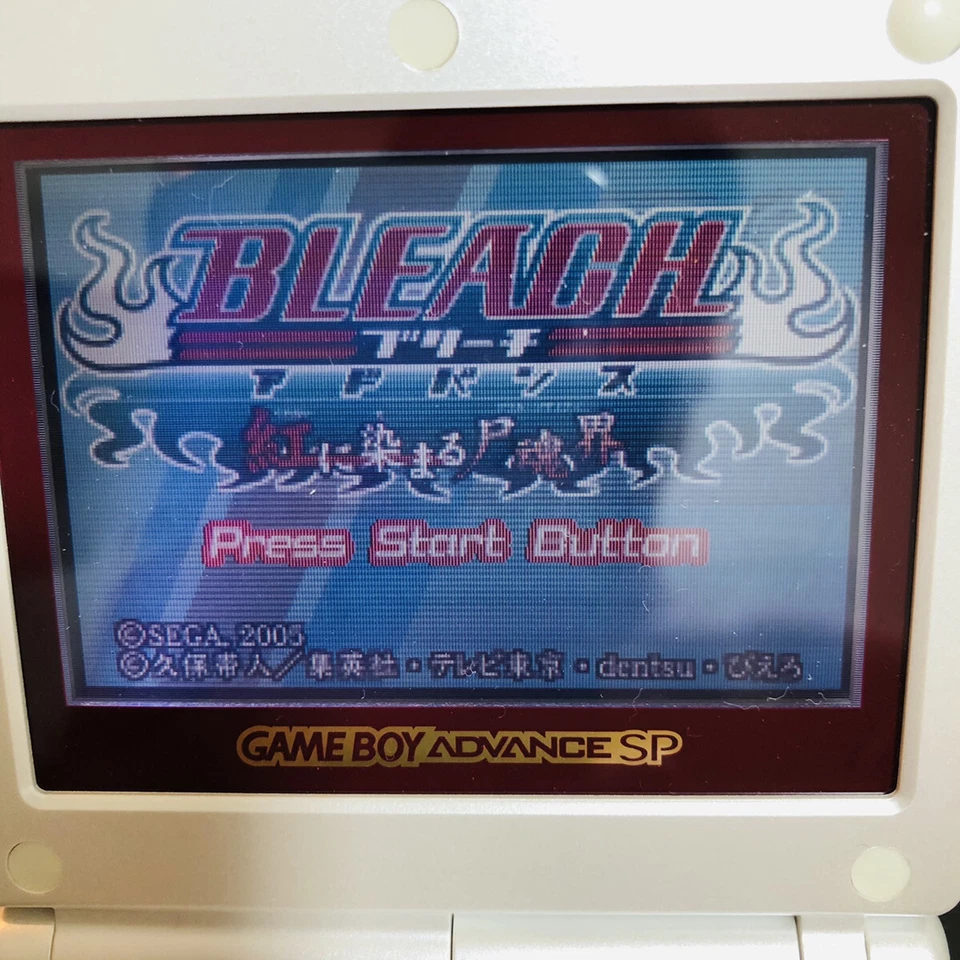 BLEACH
ブリーチ
アドバンス
紅に染まる尸魂界
Press Start Button
©SEGA, 2005
©久保帯人/集英社・テレビ東京・dentsu・ぴえろ
GAME BOY ADVANCE SP